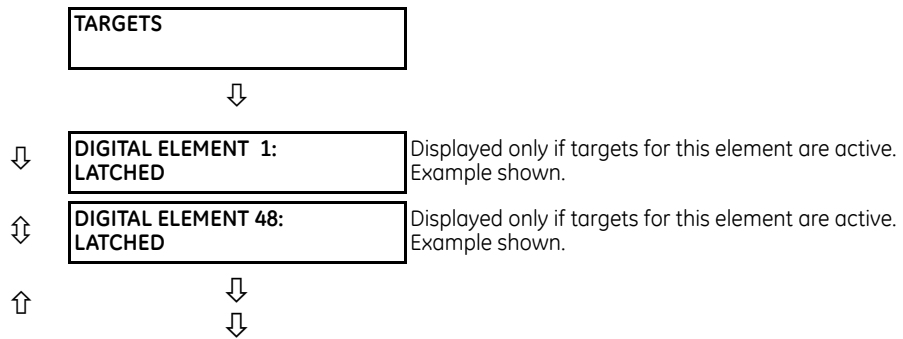 TARGETS
DIGITAL ELEMENT 1:
LATCHED
Displayed only if targets for this element are active.
Example shown.
DIGITAL ELEMENT 48:
LATCHED
Displayed only if targets for this element are active.
Example shown.